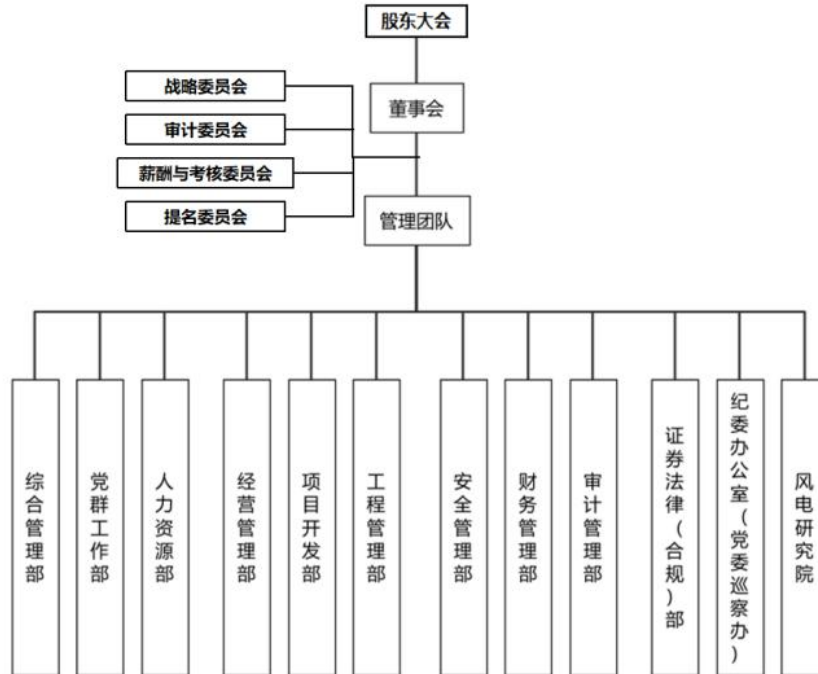 股东大会
董事会
战略委员会
审计委员会
薪酬与考核委员会
提名委员会
管理团队
综合管理部
党群工作部
人力资源部
经营管理部
项目开发部
工程管理部
安全管理部
财务管理部
审计管理部
证券法律(合规)部
纪委办公室(党委巡察办)
风电研究院